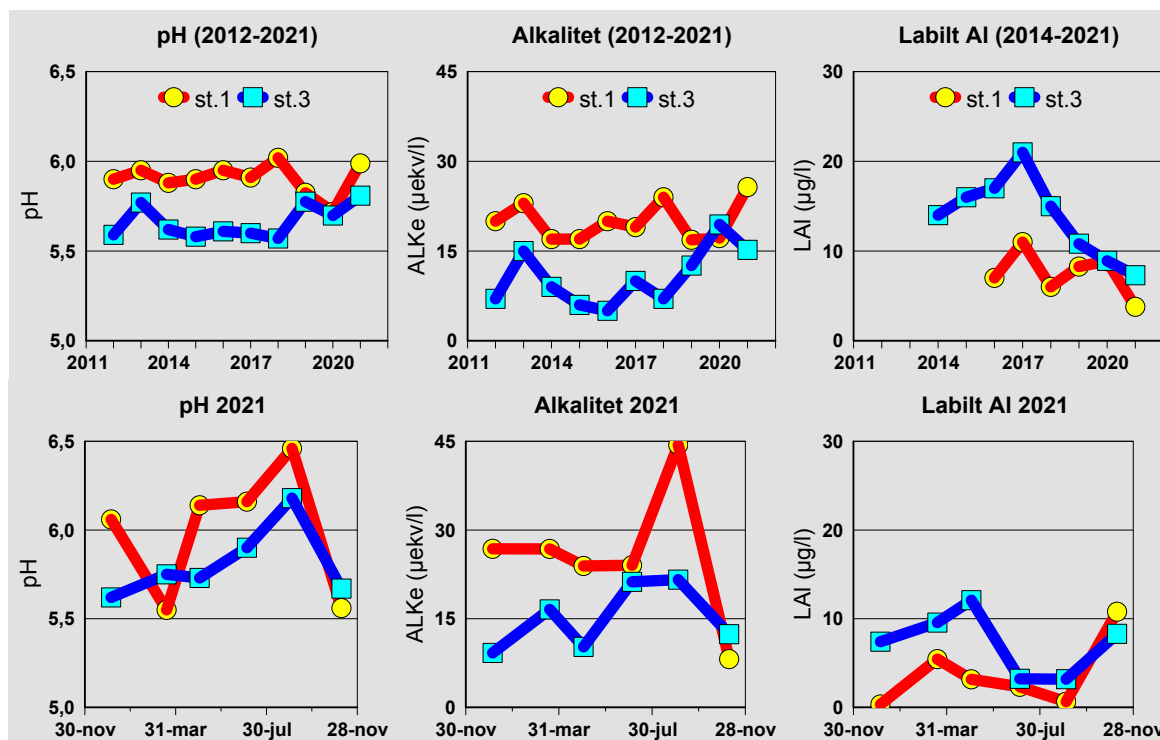 pH (2012-2021)
6,5
6,0
5,5
5,0
pH
st.1 st.3
2011 2014 2017 2020
Alkalitet (2012-2021)
45
30
15
0
ALKe (µekv/l)
st.1 st.3
2011 2014 2017 2020
Labilt Al (2014-2021)
30
20
10
0
LAl (µg/l)
st.1 st.3
2011 2014 2017 2020
pH 2021
6,5
6,0
5,5
5,0
pH
30-nov 31-mar 30-jul 28-nov
Alkalitet 2021
45
30
15
0
ALKe (µekv/l)
30-nov 31-mar 30-jul 28-nov
Labilt Al 2021
30
20
10
0
LAl (µg/l)
30-nov 31-mar 30-jul 28-nov